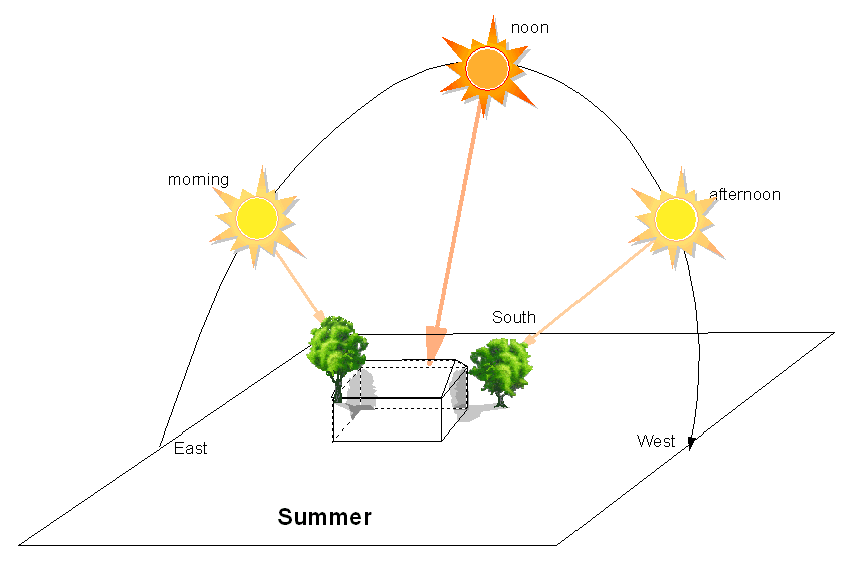 noon
morning
afternoon
South
East
West
Summer